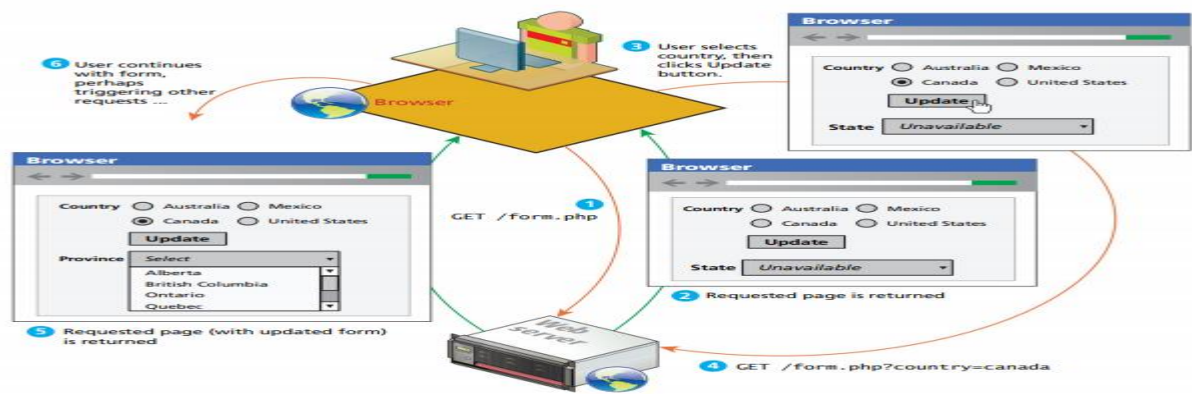 Browser
Country Australia Mexico
Canada United States
Update
State Unavailable
3 User selects
country, then
clicks Update
button.
6 User continues
with form,
perhaps
triggering other
requests ...
Browser
Browser
Country Australia Mexico
Canada United States
Update
Province Select
Alberta
British Columbia
Ontario
Quebec
5 Requested page (with updated form)
is returned
1
GET /form.php
Browser
Country Australia Mexico
Canada United States
Update
State Unavailable
2 Requested page is returned
Web
server
4 GET /form.php?country=canada